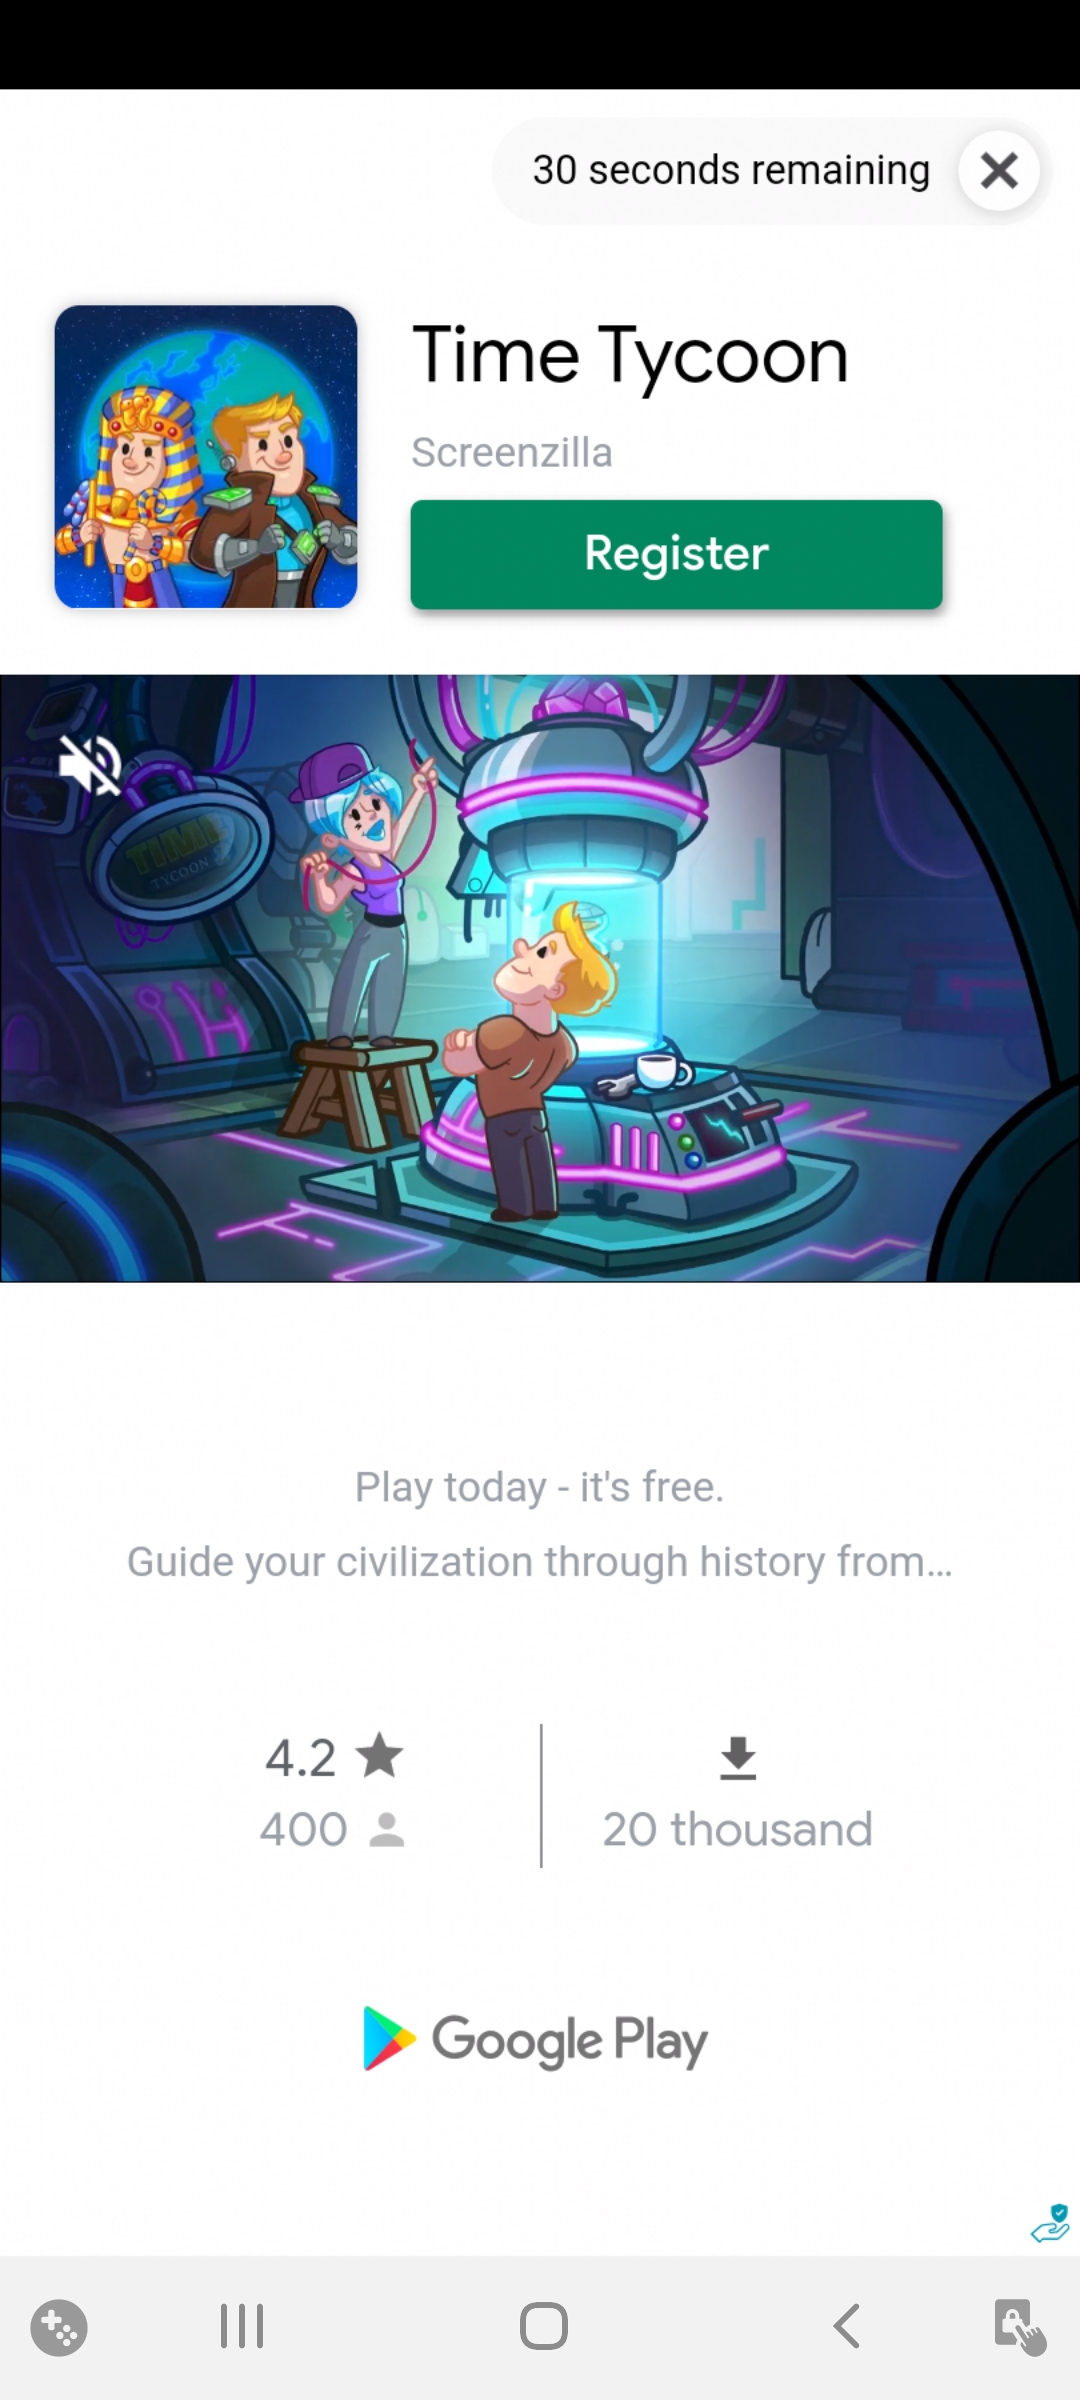 30 seconds remaining
Time Tycoon
Screenzilla
Register
TIME
TYCOON
Play today - it's free.
Guide your civilization through history from...
4.2
400
20 thousand
Google Play